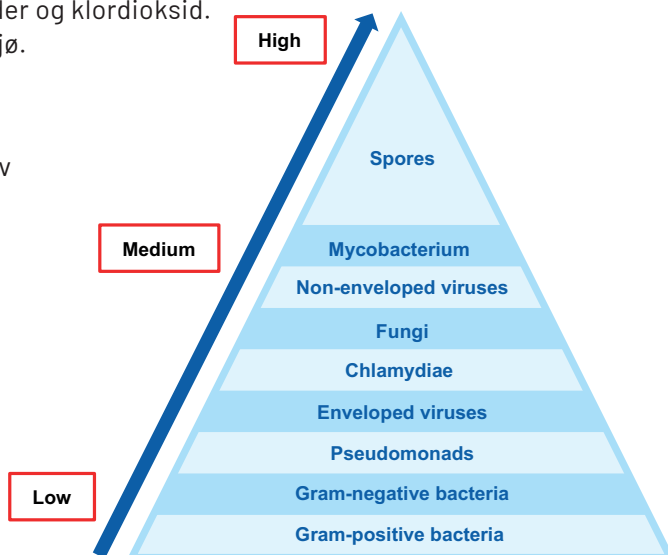 der og klordioksid.
jø.
v
High
Spores
Medium
Mycobacterium
Non-enveloped viruses
Fungi
Chlamydiae
Enveloped viruses
Pseudomonads
Low
Gram-negative bacteria
Gram-positive bacteria